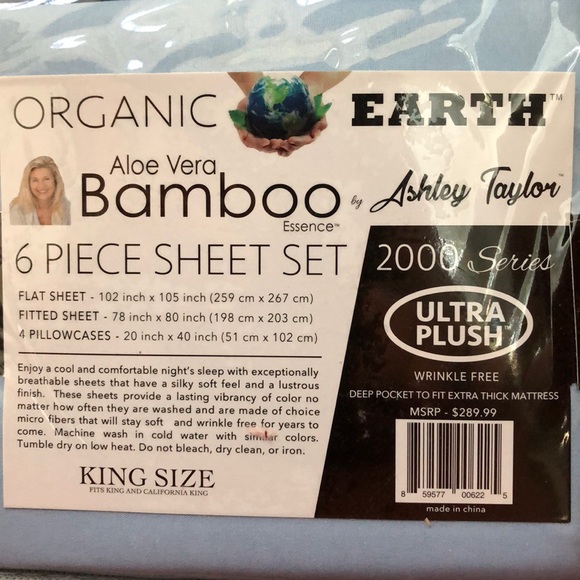 ORGANIC EARTH™
Aloe Vera
Bamboo
Essence™
by Ashley Taylor™
6 PIECE SHEET SET
2000 Series
FLAT SHEET - 102 inch x 105 inch (259 cm x 267 cm)
FITTED SHEET - 78 inch x 80 inch (198 cm x 203 cm)
4 PILLOWCASES - 20 inch x 40 inch (51 cm x 102 cm)
ULTRA
PLUSH™
WRINKLE FREE
DEEP POCKET TO FIT EXTRA THICK MATTRESS
MSRP - $289.99
Enjoy a cool and comfortable night's sleep with exceptionally
breathable sheets that have a silky soft feel and a lustrous
finish. These sheets provide a lasting vibrancy of color no
matter how often they are washed and are made of choice
micro fibers that will stay soft and wrinkle free for years to
come. Machine wash in cold water with similar colors.
Tumble dry on low heat. Do not bleach, dry clean, or iron.
KING SIZE
FITS KING AND CALIFORNIA KING
8 59577 00622 5
made in china